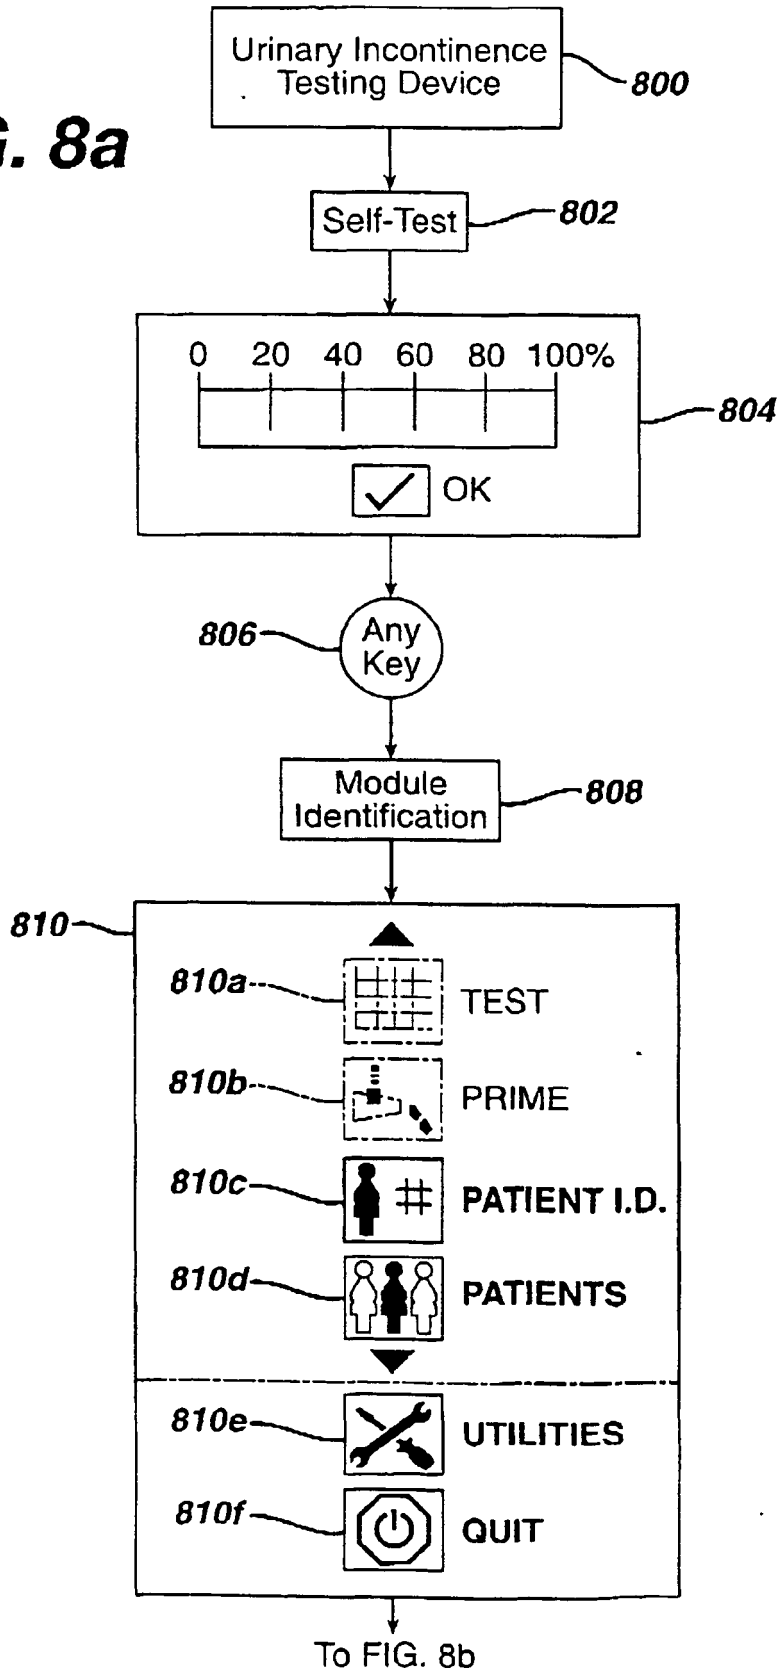 Urinary Incontinence
Testing Device
800
G. 8a
Self-Test
802
0 20 40 60 80 100%
804
OK
806
Any
Key
Module
Identification
808
810
810a
TEST
810b
PRIME
810c
PATIENT I.D.
810d
PATIENTS
810e
UTILITIES
810f
QUIT
To FIG. 8b